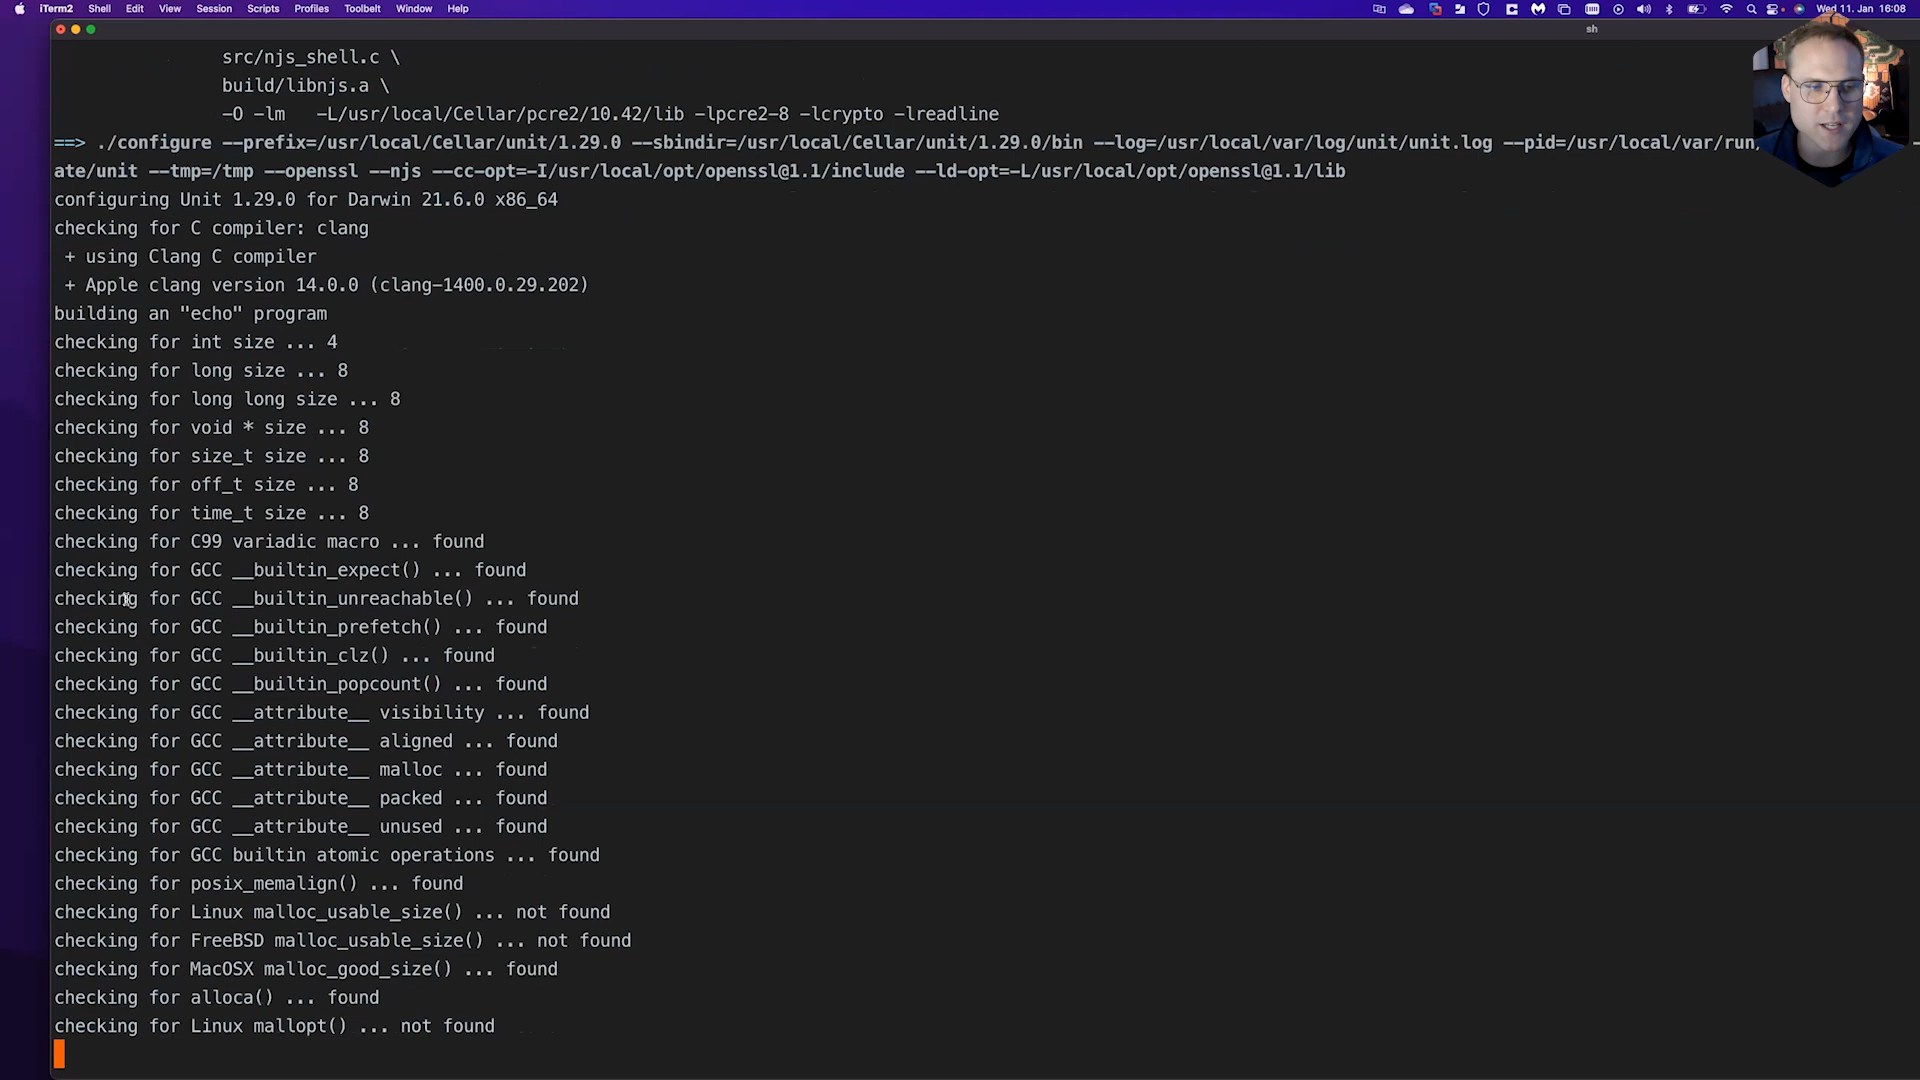 iTerm2 Shell Edit View Session Scripts Profiles Toolbelt Window Help Wed 11. Jan 16:08
sh
src/njs_shell.c \
build/libnjs.a \
-O -lm -L/usr/local/Cellar/pcre2/10.42/lib -lpcre2-8 -lcrypto -lreadline
==> ./configure --prefix=/usr/local/Cellar/unit/1.29.0 --sbindir=/usr/local/Cellar/unit/1.29.0/bin --log=/usr/local/var/log/unit/unit.log --pid=/usr/local/var/run/
ate/unit --tmp=/tmp --openssl --njs --cc-opt=-I/usr/local/opt/openssl@1.1/include --ld-opt=-L/usr/local/opt/openssl@1.1/lib
configuring Unit 1.29.0 for Darwin 21.6.0 x86_64
checking for C compiler: clang
+ using Clang C compiler
+ Apple clang version 14.0.0 (clang-1400.0.29.202)
building an "echo" program
checking for int size ... 4
checking for long size ... 8
checking for long long size ... 8
checking for void * size ... 8
checking for size_t size ... 8
checking for off_t size ... 8
checking for time_t size ... 8
checking for C99 variadic macro ... found
checking for GCC __builtin_expect() ... found
checking for GCC __builtin_unreachable() ... found
checking for GCC __builtin_prefetch() ... found
checking for GCC __builtin_clz() ... found
checking for GCC __builtin_popcount() ... found
checking for GCC __attribute__ visibility ... found
checking for GCC __attribute__ aligned ... found
checking for GCC __attribute__ malloc ... found
checking for GCC __attribute__ packed ... found
checking for GCC __attribute__ unused ... found
checking for GCC builtin atomic operations ... found
checking for posix_memalign() ... found
checking for Linux malloc_usable_size() ... not found
checking for FreeBSD malloc_usable_size() ... not found
checking for MacOSX malloc_good_size() ... found
checking for alloca() ... found
checking for Linux mallopt() ... not found